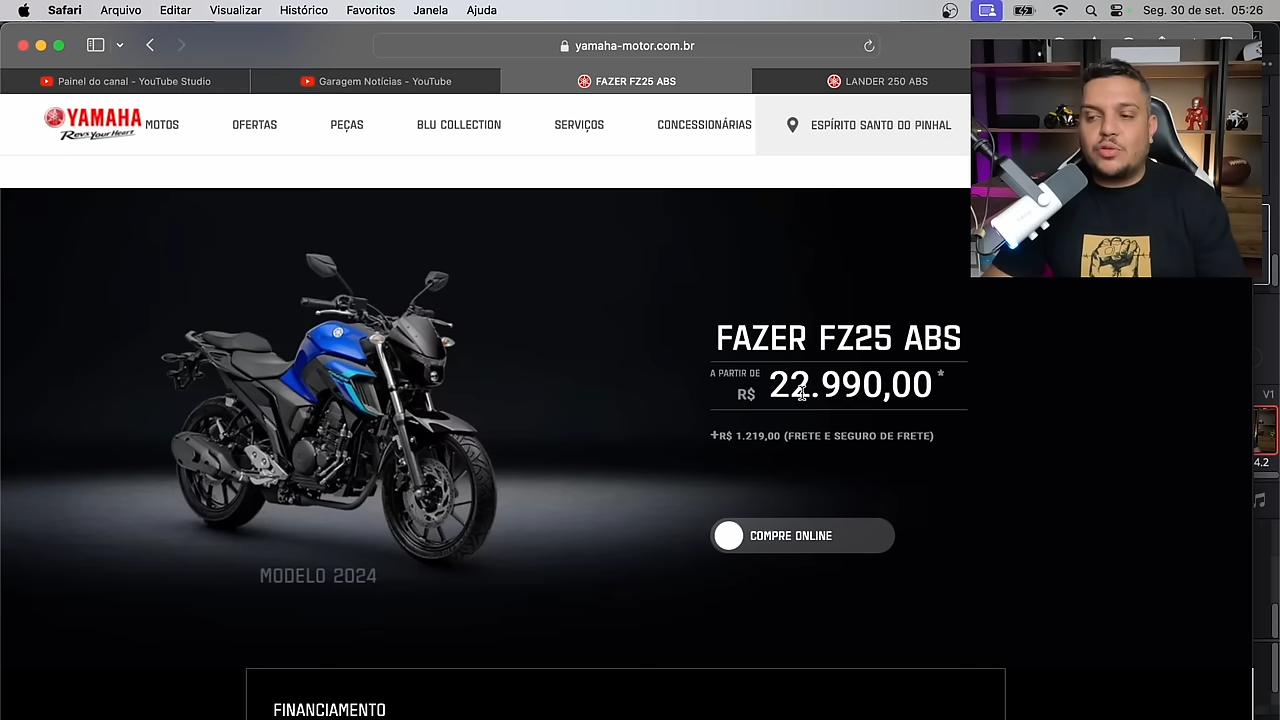 Safari Arquivo Editar Visualizar Histórico Favoritos Janela Ajuda Seg. 30 de set. 05:26
yamaha-motor.com.br
Painel do canal - YouTube Studio Garagem Notícias - YouTube FAZER FZ25 ABS LANDER 250 ABS
YAMAHA
Revs Your Heart
MOTOS OFERTAS PEÇAS BLU COLLECTION SERVIÇOS CONCESSIONÁRIAS ESPÍRITO SANTO DO PINHAL
FAZER FZ25 ABS
A PARTIR DE
R$ 22.990,00 *
+R$ 1.219,00 (FRETE E SEGURO DE FRETE)
COMPRE ONLINE
MODELO 2024
FINANCIAMENTO
V1
4.2